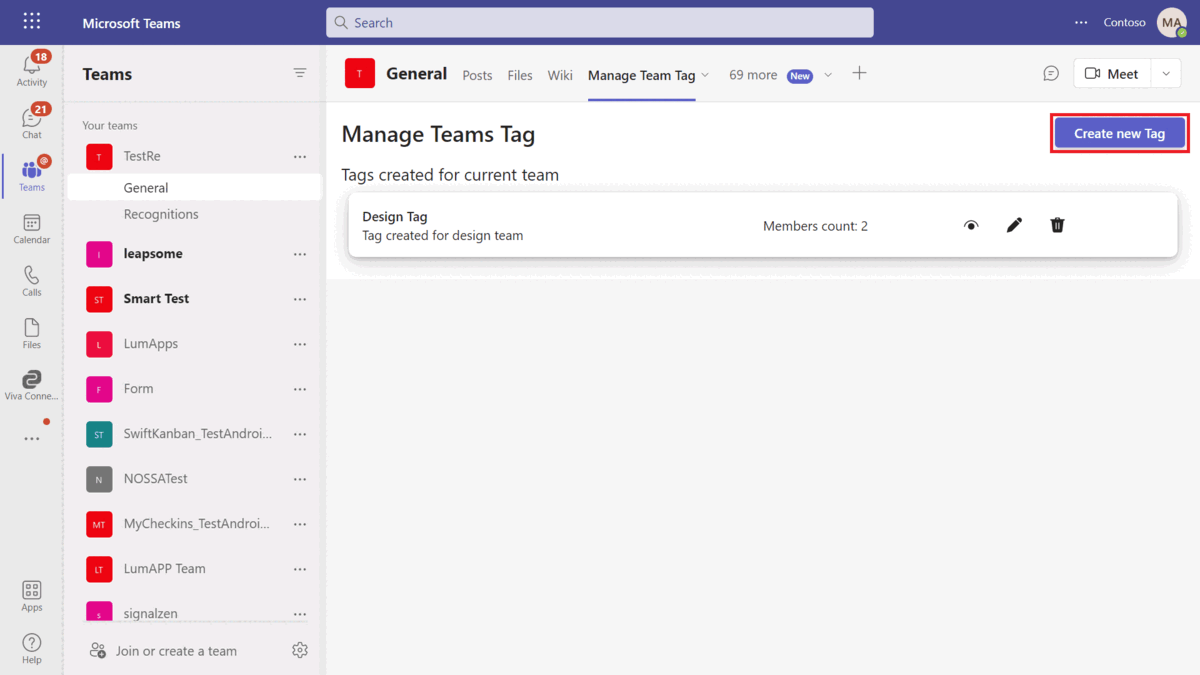 Microsoft Teams
Search
Contoso
MA
18
Activity
21
Chat
@
Teams
Calendar
Calls
Files
Viva Conne...
Apps
Help
Teams
Your teams
T
TestRe
General
Recognitions
l
leapsome
ST
Smart Test
L
LumApps
F
Form
ST
SwiftKanban_TestAndroi...
N
NOSSATest
MT
MyCheckins_TestAndroi...
LT
LumAPP Team
s
signalzen
Join or create a team
T
General
Posts
Files
Wiki
Manage Team Tag
69 more
New
Meet
Manage Teams Tag
Create new Tag
Tags created for current team
Design Tag
Tag created for design team
Members count: 2